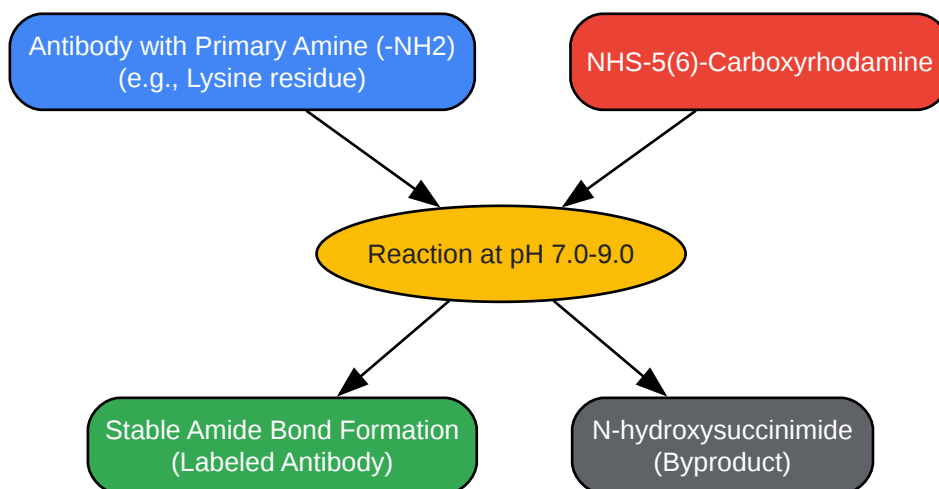 Antibody with Primary Amine (-NH2)
(e.g., Lysine residue)
NHS-5(6)-Carboxyrhodamine
Reaction at pH 7.0-9.0
Stable Amide Bond Formation
(Labeled Antibody)
N-hydroxysuccinimide
(Byproduct)